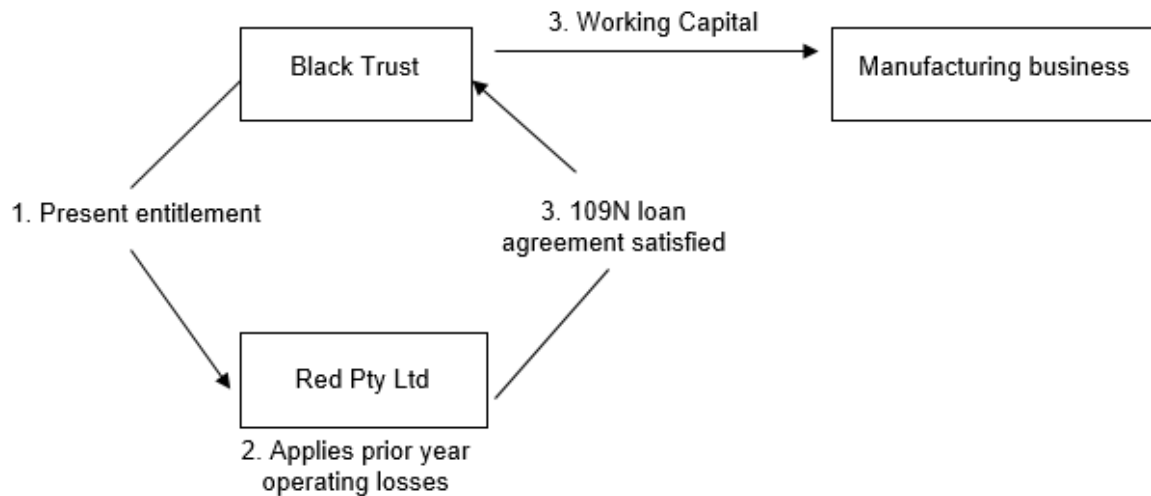 3. Working Capital
Black Trust
Manufacturing business
1. Present entitlement
3. 109N loan
agreement satisfied
Red Pty Ltd
2. Applies prior year
operating losses